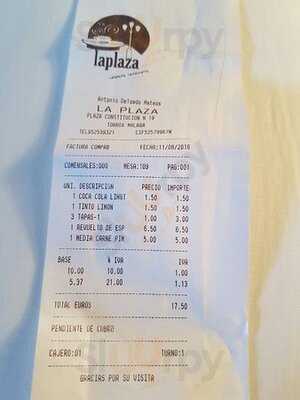 laplaza
Antonio Delgado Mateos
LA PLAZA
PLAZA CONSTITUCION N 10
TORROX MALAGA
FACTURA COMPRO FECHA:11/08/2018
COMENSALES:000 MESA:109 PAG:001
UNI. DESCRIPCION PRECIO IMPORTE
1 COCA COLA LIGHT 1.50 1.50
1 TINTO LIMON 1.50 1.50
3 TAPAS-1 1.00 3.00
1 REVUELTO DE ESP 6.50 6.50
1 MEDIA CARNE PIM 5.00 5.00
BASE % IVA IVA
10.00 10.00 1.00
5.37 21.00 1.13
TOTAL EUROS 17.50
PENDIENTE DE COBRO
CAJERO:01 TURNO:1
GRACIAS POR SU VISITA